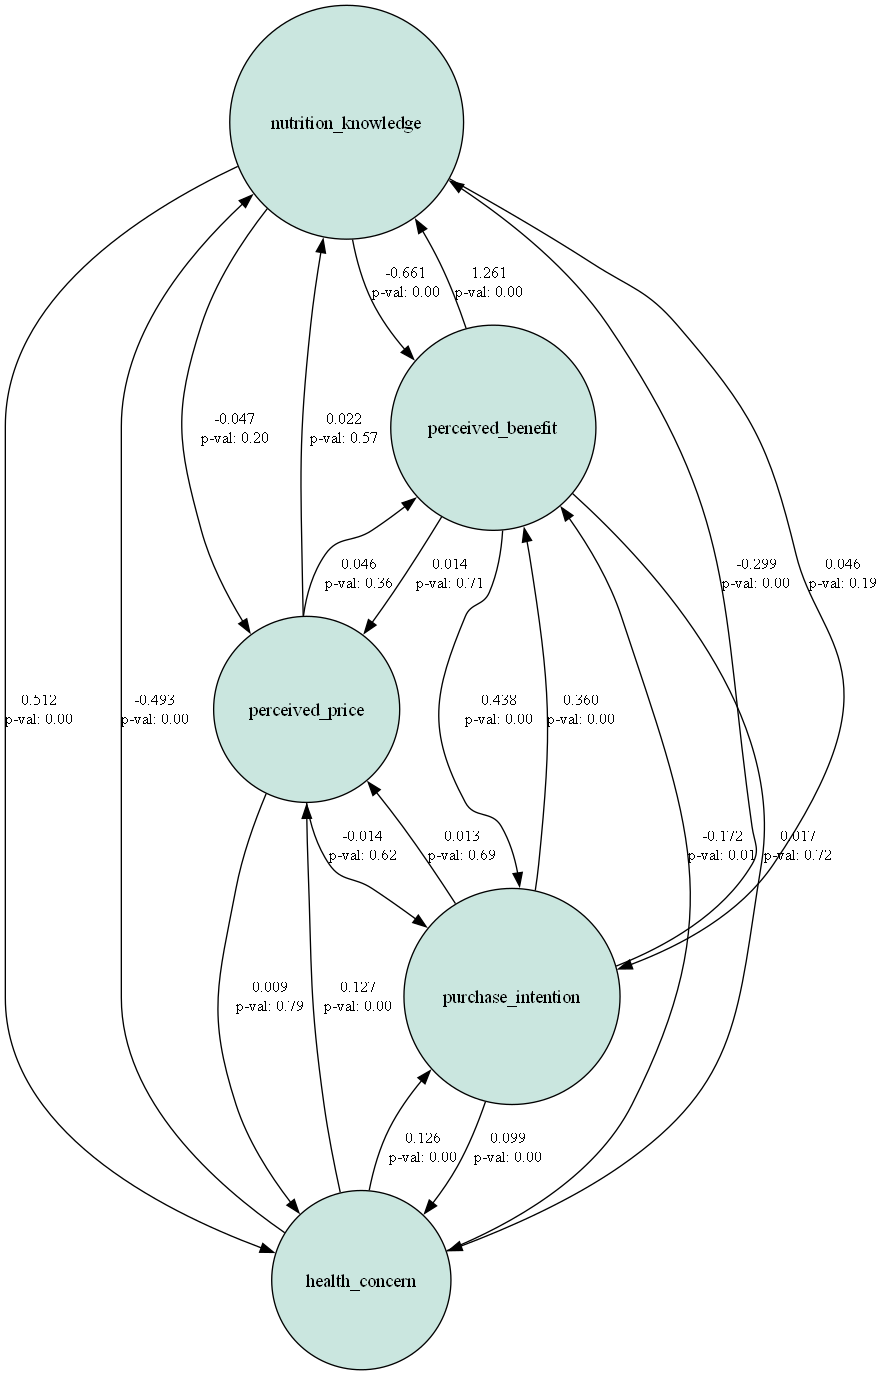 nutrition_knowledge
-0.661
p-val: 0.00
1.261
p-val: 0.00
-0.047
p-val: 0.20
0.022
p-val: 0.57
perceived_benefit
0.046
p-val: 0.36
0.014
p-val: 0.71
-0.299
p-val: 0.00
0.046
p-val: 0.19
0.512
p-val: 0.00
-0.493
p-val: 0.00
perceived_price
0.438
p-val: 0.00
0.360
p-val: 0.00
-0.014
p-val: 0.62
0.013
p-val: 0.69
-0.172
p-val: 0.01
0.017
p-val: 0.72
0.009
p-val: 0.79
0.127
p-val: 0.00
purchase_intention
0.126
p-val: 0.00
0.099
p-val: 0.00
health_concern